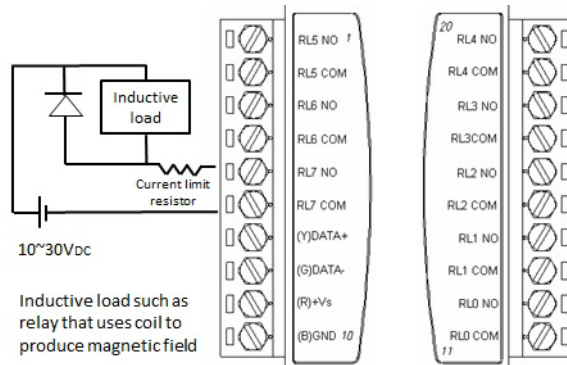 RL5 NO 1
RL5 COM
RL6 NO
RL6 COM
RL7 NO
RL7 COM
(Y)DATA+
(G)DATA-
(R)+Vs
(B)GND 10
20
RL4 NO
RL4 COM
RL3 NO
RL3COM
RL2 NO
RL2 COM
RL1 NO
RL1 COM
RL0 NO
RL0 COM
11
Inductive
load
Current limit
resistor
10~30VDC
Inductive load such as
relay that uses coil to
produce magnetic field